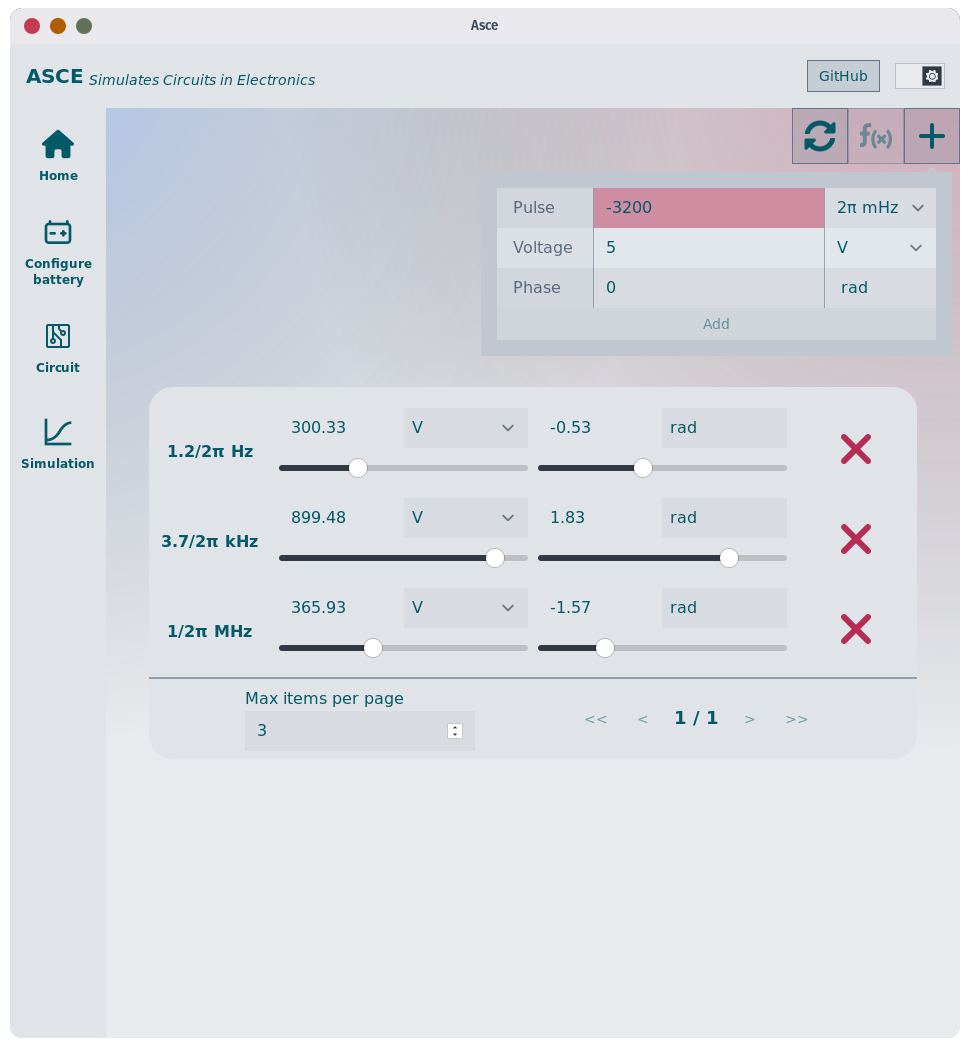 Asce
ASCE Simulates Circuits in Electronics
GitHub
Home
Configure
battery
Circuit
Simulation
f(x)
Pulse -3200 2π mHz
Voltage 5 V
Phase 0 rad
Add
1.2/2π Hz 300.33 V -0.53 rad
3.7/2π kHz 899.48 V 1.83 rad
1/2π MHz 365.93 V -1.57 rad
Max items per page
3
<< < 1 / 1 > >>